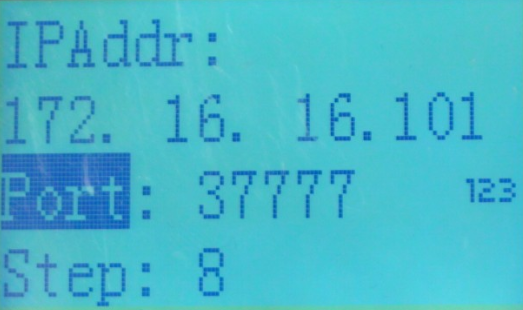 IPAddr:
172. 16. 16.101
Port: 37777 123
Step: 8